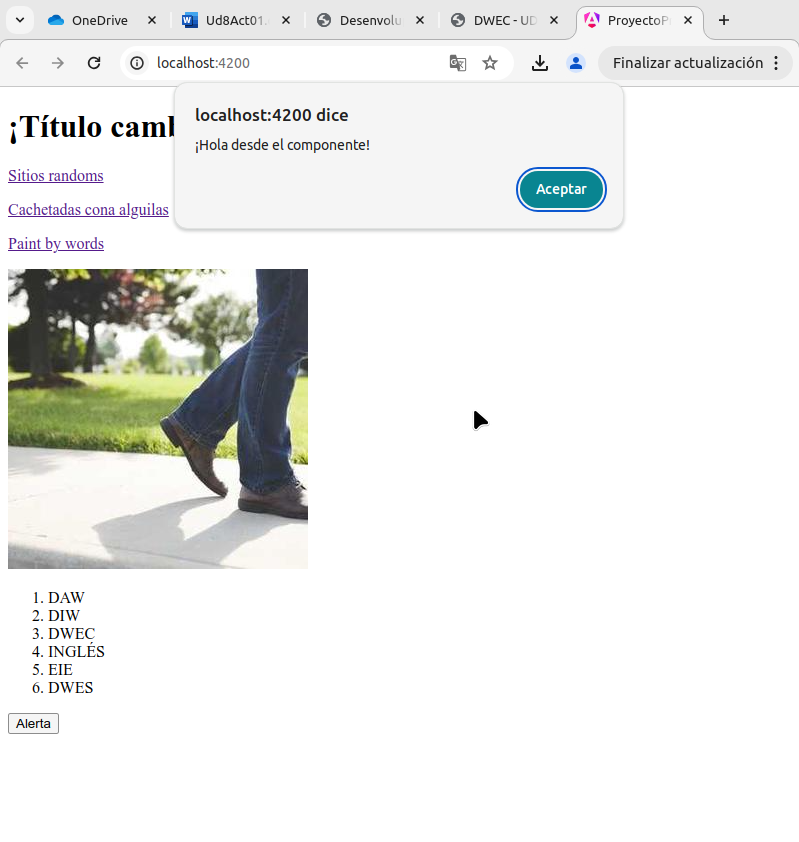 OneDrive
Ud8Act01.
Desenvolu
DWEC - UD
ProyectoP
localhost:4200
Finalizar actualización
localhost:4200 dice
¡Hola desde el componente!
Aceptar
¡Título camb
Sitios randoms
Cachetadas cona alguilas
Paint by words
1. DAW
2. DIW
3. DWEC
4. INGLÉS
5. EIE
6. DWES
Alerta